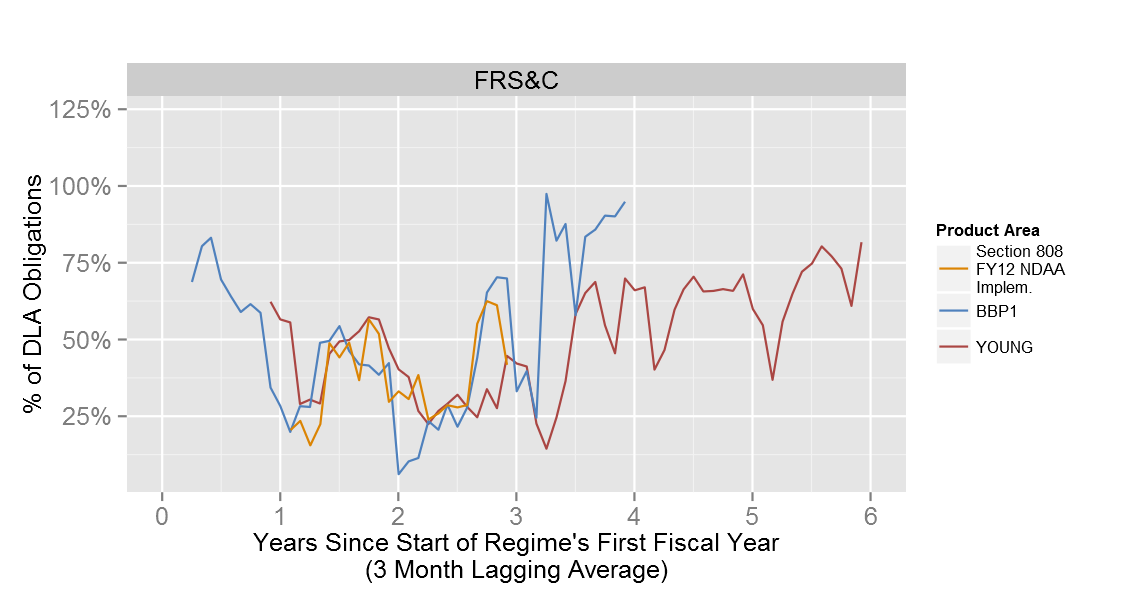 FRS&C
125%
100%
75%
50%
25%
% of DLA Obligations
0 1 2 3 4 5 6
Years Since Start of Regime's First Fiscal Year
(3 Month Lagging Average)
Product Area
Section 808
FY12 NDAA
Implem.
BBP1
YOUNG